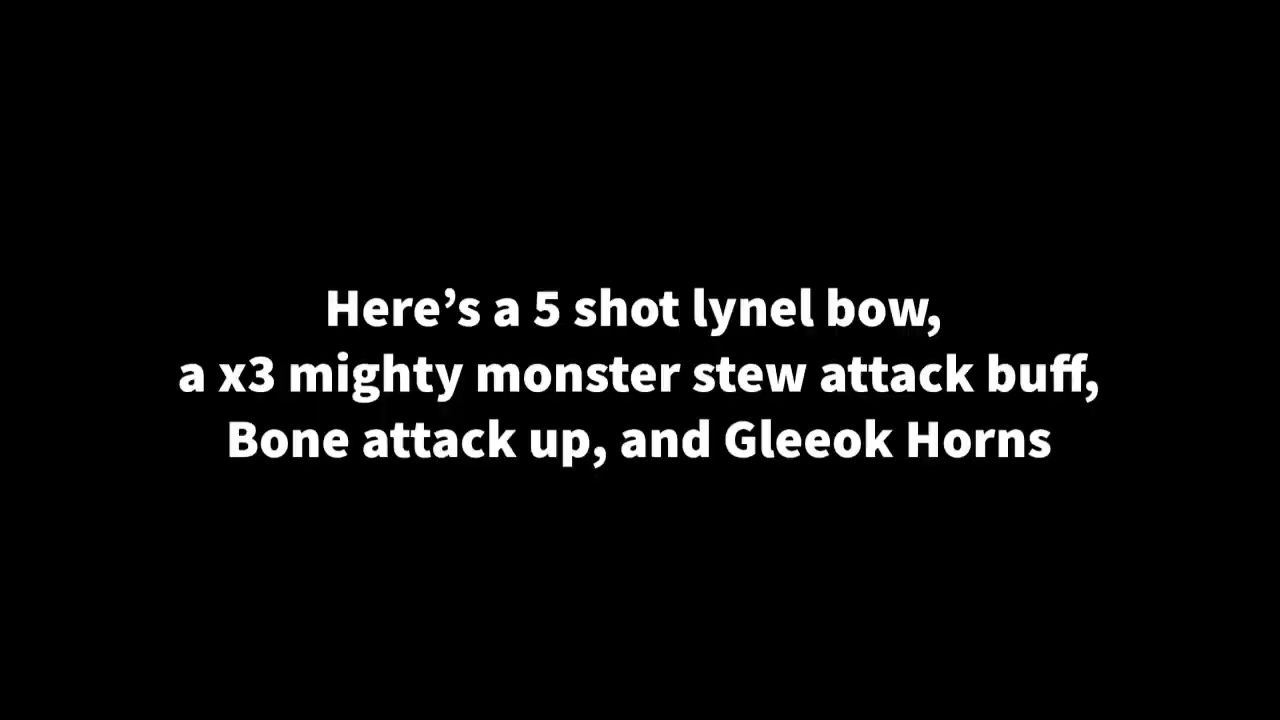 Here’s a 5 shot lynel bow,
a x3 mighty monster stew attack buff,
Bone attack up, and Gleeok Horns